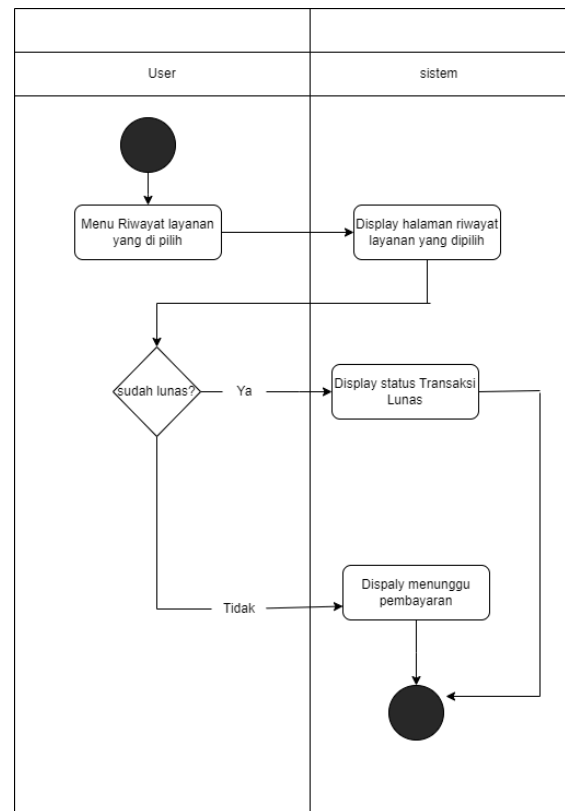 User
sistem
Menu Riwayat layanan
yang di pilih
Display halaman riwayat
layanan yang dipilih
sudah lunas?
Ya
Display status Transaksi
Lunas
Dispaly menunggu
pembayaran
Tidak